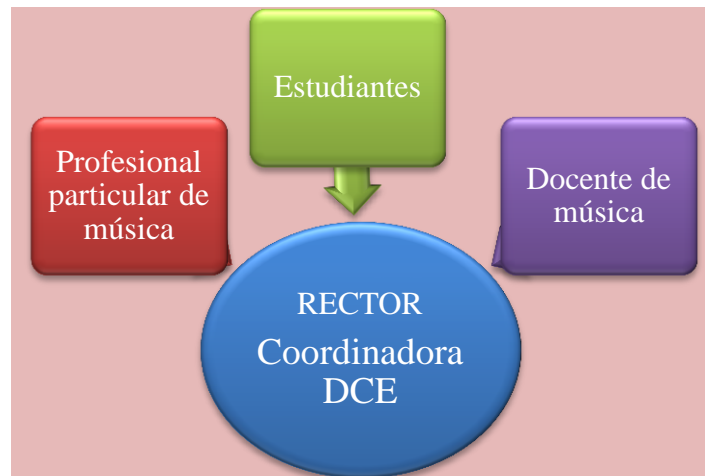 Estudiantes
Profesional
particular de
música
Docente de
música
RECTOR
Coordinadora
DCE